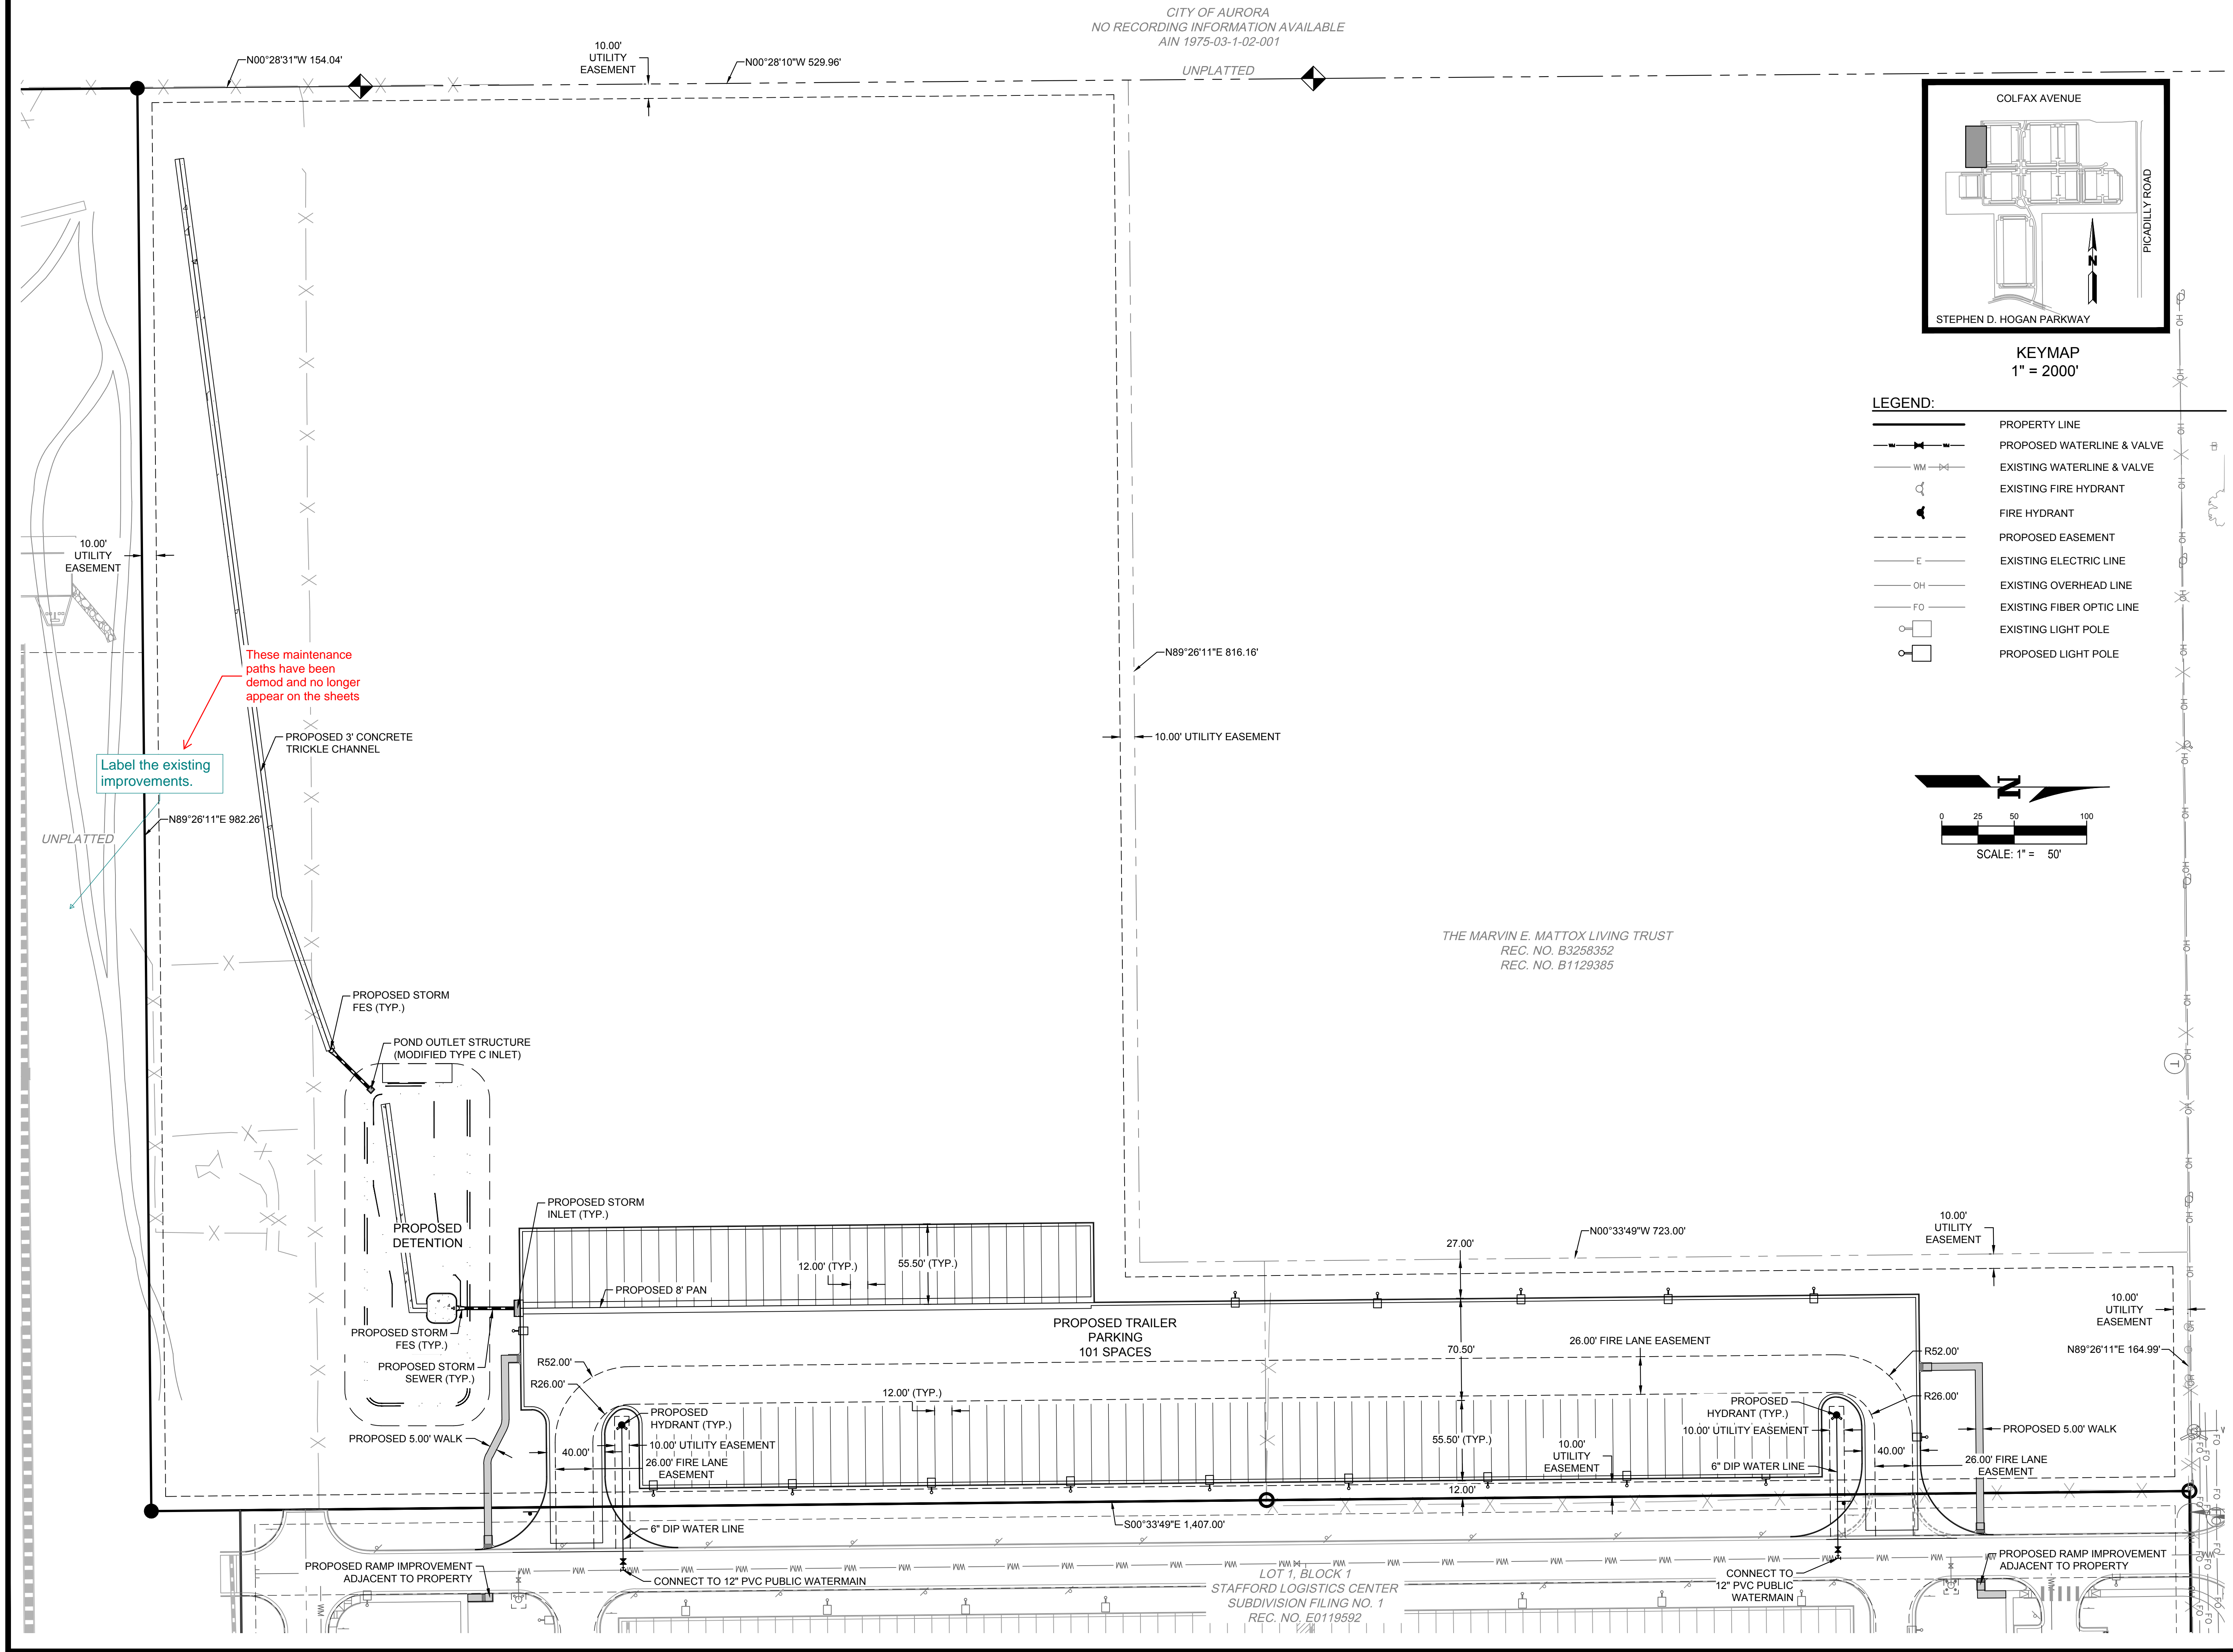 CITY OF AURORA
NO RECORDING INFORMATION AVAILABLE
AIN 1975-03-1-02-001
UNPLATTED
N00°28'31"W 154.04'
10.00'
UTILITY
EASEMENT
N00°28'10"W 529.96'
COLFAX AVENUE
PICADILLY ROAD
N
STEPHEN D. HOGAN PARKWAY
KEYMAP
1" = 2000'
LEGEND:
PROPERTY LINE
PROPOSED WATERLINE & VALVE
WM
EXISTING WATERLINE & VALVE
EXISTING FIRE HYDRANT
FIRE HYDRANT
PROPOSED EASEMENT
E
EXISTING ELECTRIC LINE
OH
EXISTING OVERHEAD LINE
FO
EXISTING FIBER OPTIC LINE
EXISTING LIGHT POLE
PROPOSED LIGHT POLE
N
0 25 50 100
SCALE: 1" = 50'
10.00'
UTILITY
EASEMENT
These maintenance
paths have been
demod and no longer
appear on the sheets
PROPOSED 3' CONCRETE
TRICKLE CHANNEL
Label the existing
improvements.
N89°26'11"E 982.26'
UNPLATTED
N89°26'11"E 816.16'
10.00' UTILITY EASEMENT
THE MARVIN E. MATTOX LIVING TRUST
REC. NO. B3258352
REC. NO. B1129385
PROPOSED STORM
FES (TYP.)
POND OUTLET STRUCTURE
(MODIFIED TYPE C INLET)
PROPOSED
DETENTION
PROPOSED STORM
INLET (TYP.)
12.00' (TYP.)
55.50' (TYP.)
PROPOSED 8' PAN
PROPOSED STORM
FES (TYP.)
PROPOSED STORM
SEWER (TYP.)
PROPOSED 5.00' WALK
R52.00'
R26.00'
PROPOSED
HYDRANT (TYP.)
10.00' UTILITY EASEMENT
40.00'
26.00' FIRE LANE
EASEMENT
12.00' (TYP.)
PROPOSED TRAILER
PARKING
101 SPACES
27.00'
N00°33'49"W 723.00'
10.00'
UTILITY
EASEMENT
70.50'
26.00' FIRE LANE EASEMENT
10.00'
UTILITY
EASEMENT
N89°26'11"E 164.99'
R52.00'
R26.00'
PROPOSED
HYDRANT (TYP.)
10.00' UTILITY EASEMENT
55.50' (TYP.)
10.00'
UTILITY
EASEMENT
PROPOSED 5.00' WALK
40.00'
6" DIP WATER LINE
26.00' FIRE LANE
EASEMENT
12.00'
S00°33'49"E 1,407.00'
6" DIP WATER LINE
PROPOSED RAMP IMPROVEMENT
ADJACENT TO PROPERTY
CONNECT TO 12" PVC PUBLIC WATERMAIN
LOT 1, BLOCK 1
STAFFORD LOGISTICS CENTER
SUBDIVISION FILING NO. 1
REC. NO. E0119592
CONNECT TO
12" PVC PUBLIC
WATERMAIN
PROPOSED RAMP IMPROVEMENT
ADJACENT TO PROPERTY